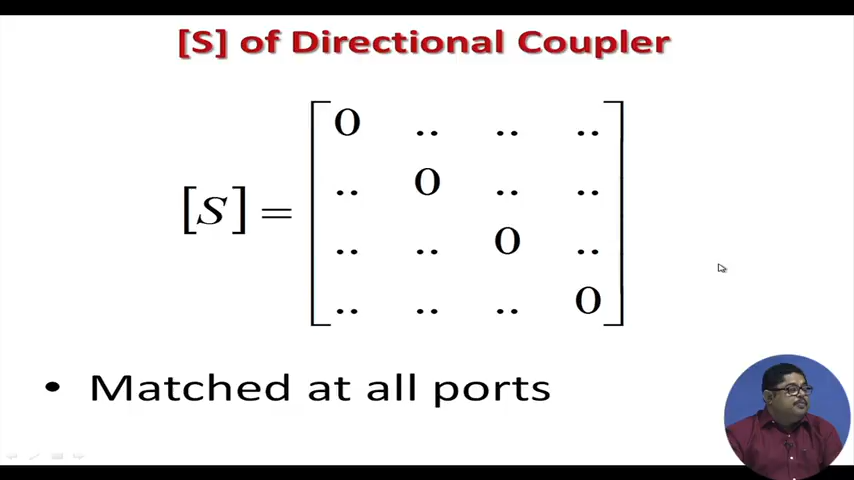 [S] of Directional Coupler
0 .. .. ..
.. 0 .. ..
[S] =
.. .. 0 ..
.. .. .. 0
• Matched at all ports